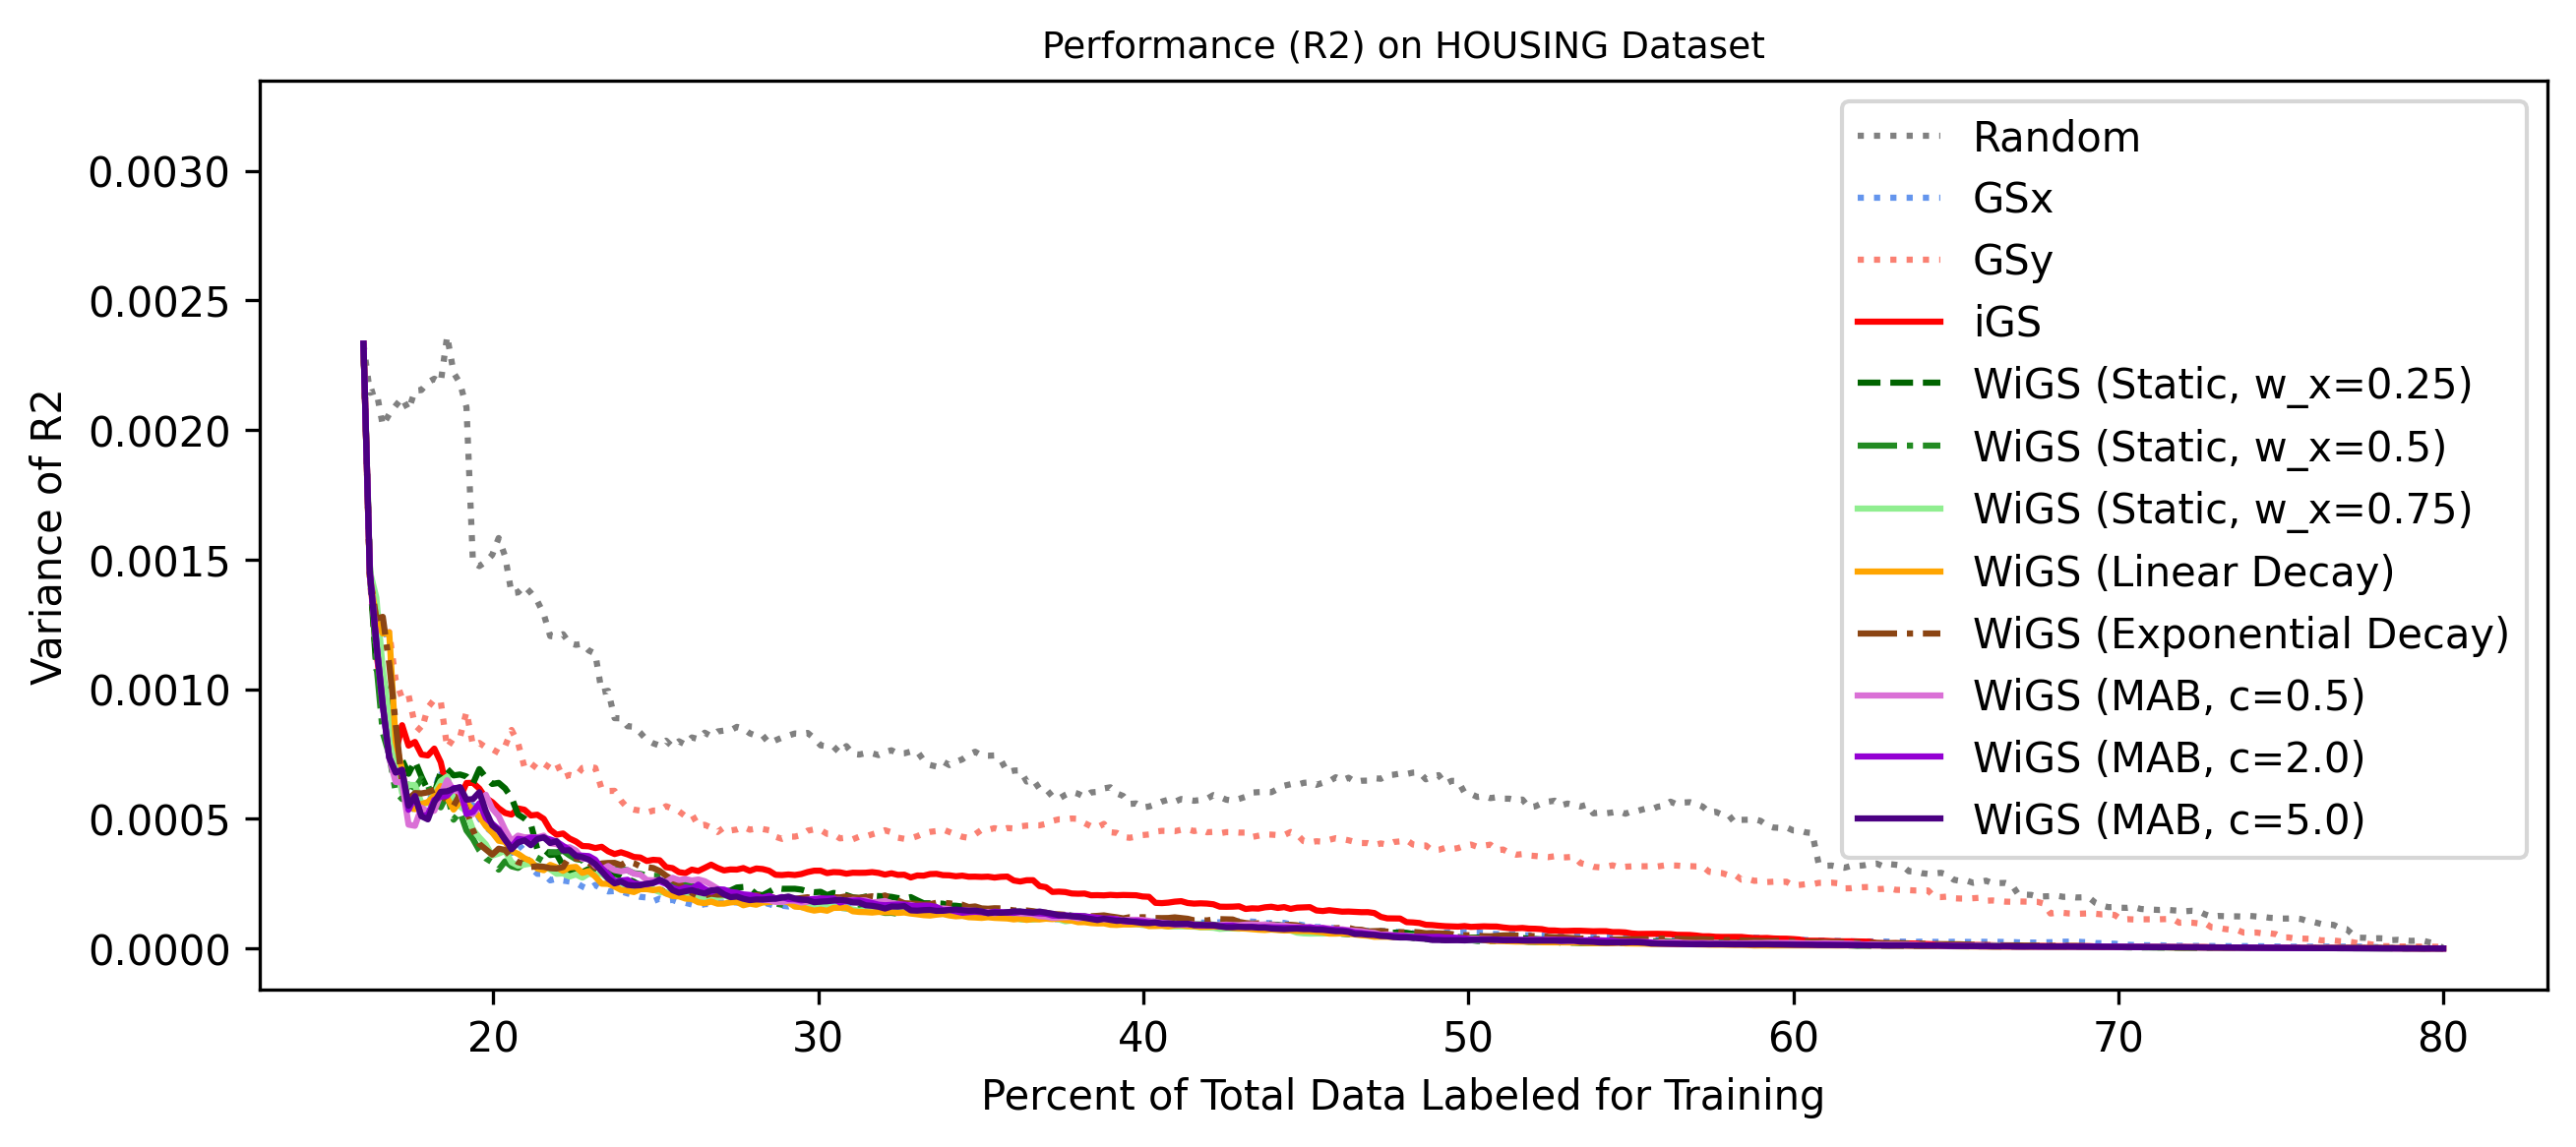 Performance (R2) on HOUSING Dataset
Variance of R2
0.0030
0.0025
0.0020
0.0015
0.0010
0.0005
0.0000
Random
GSx
GSy
iGS
WiGS (Static, w_x=0.25)
WiGS (Static, w_x=0.5)
WiGS (Static, w_x=0.75)
WiGS (Linear Decay)
WiGS (Exponential Decay)
WiGS (MAB, c=0.5)
WiGS (MAB, c=2.0)
WiGS (MAB, c=5.0)
20 30 40 50 60 70 80
Percent of Total Data Labeled for Training